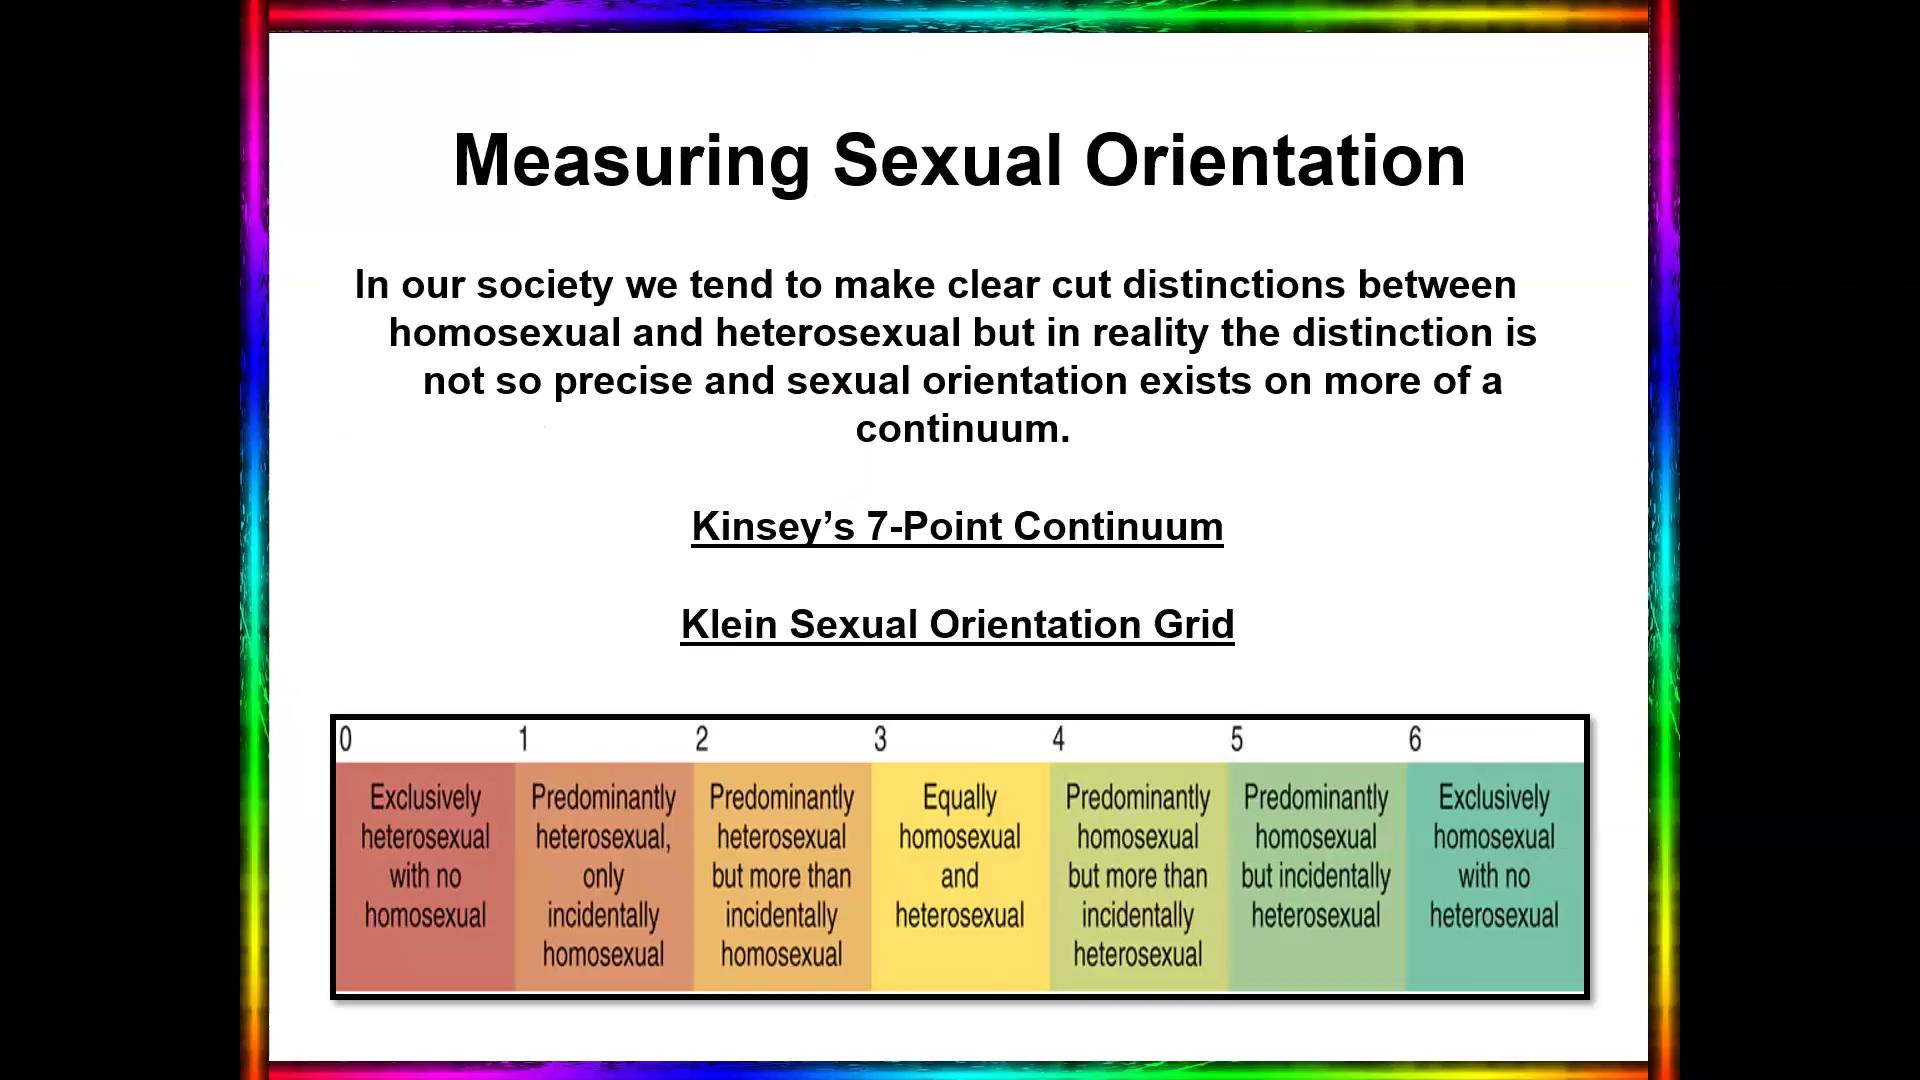 Measuring Sexual Orientation
In our society we tend to make clear cut distinctions between
homosexual and heterosexual but in reality the distinction is
not so precise and sexual orientation exists on more of a
continuum.
Kinsey’s 7-Point Continuum
Klein Sexual Orientation Grid
0 1 2 3 4 5 6
Exclusively
heterosexual
with no
homosexual
Predominantly
heterosexual,
only
incidentally
homosexual
Predominantly
heterosexual
but more than
incidentally
homosexual
Equally
homosexual
and
heterosexual
Predominantly
homosexual
but more than
incidentally
heterosexual
Predominantly
homosexual
but incidentally
heterosexual
Exclusively
homosexual
with no
heterosexual